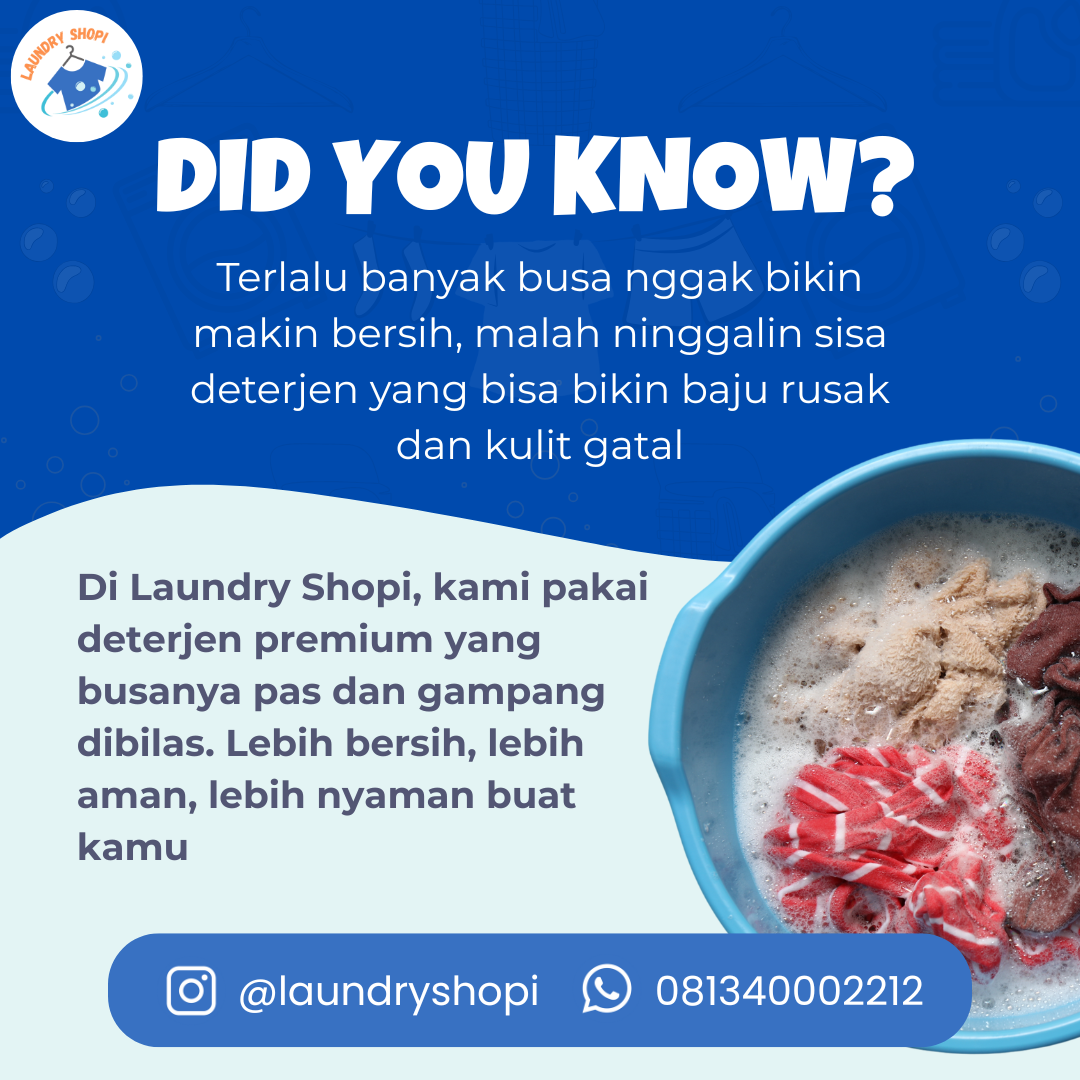 LAUNDRY SHOPI
DID YOU KNOW?
Terlalu banyak busa nggak bikin
makin bersih, malah ninggalin sisa
deterjen yang bisa bikin baju rusak
dan kulit gatal
Di Laundry Shopi, kami pakai
deterjen premium yang
busanya pas dan gampang
dibilas. Lebih bersih, lebih
aman, lebih nyaman buat
kamu
@laundryshopi 081340002212